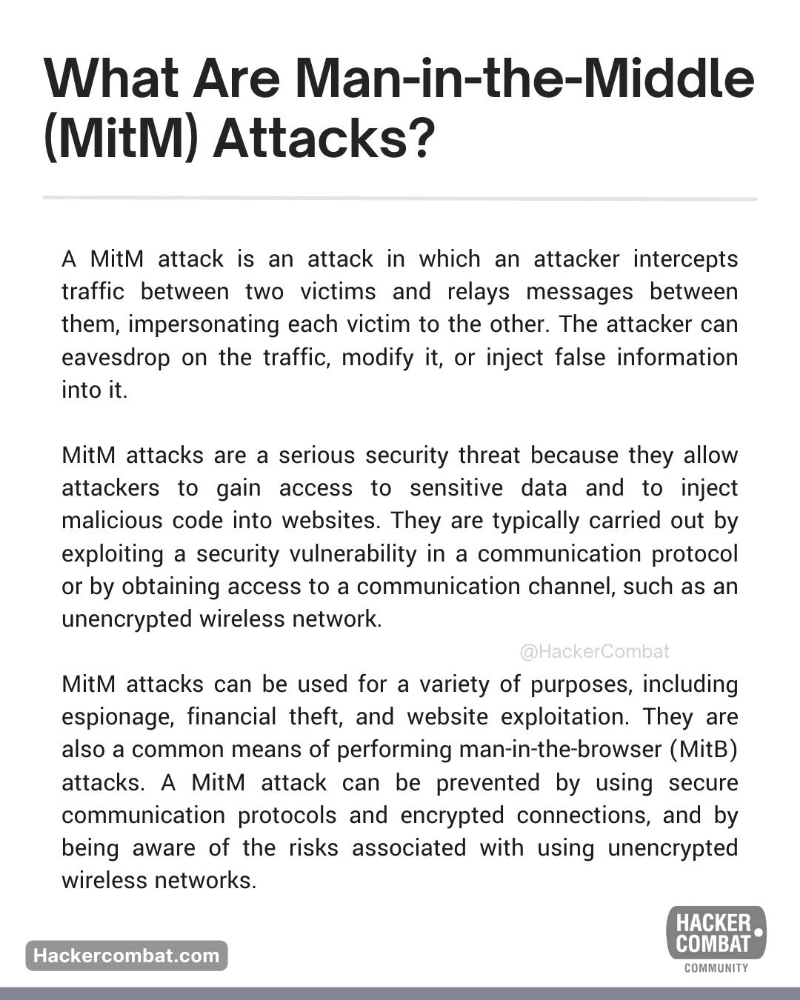 What Are Man-in-the-Middle
(MitM) Attacks?
A MitM attack is an attack in which an attacker intercepts
traffic between two victims and relays messages between
them, impersonating each victim to the other. The attacker can
eavesdrop on the traffic, modify it, or inject false information
into it.
MitM attacks are a serious security threat because they allow
attackers to gain access to sensitive data and to inject
malicious code into websites. They are typically carried out by
exploiting a security vulnerability in a communication protocol
or by obtaining access to a communication channel, such as an
unencrypted wireless network.
@HackerCombat
MitM attacks can be used for a variety of purposes, including
espionage, financial theft, and website exploitation. They are
also a common means of performing man-in-the-browser (MitB)
attacks. A MitM attack can be prevented by using secure
communication protocols and encrypted connections, and by
being aware of the risks associated with using unencrypted
wireless networks.
Hackercombat.com
HACKER
COMBAT
COMMUNITY